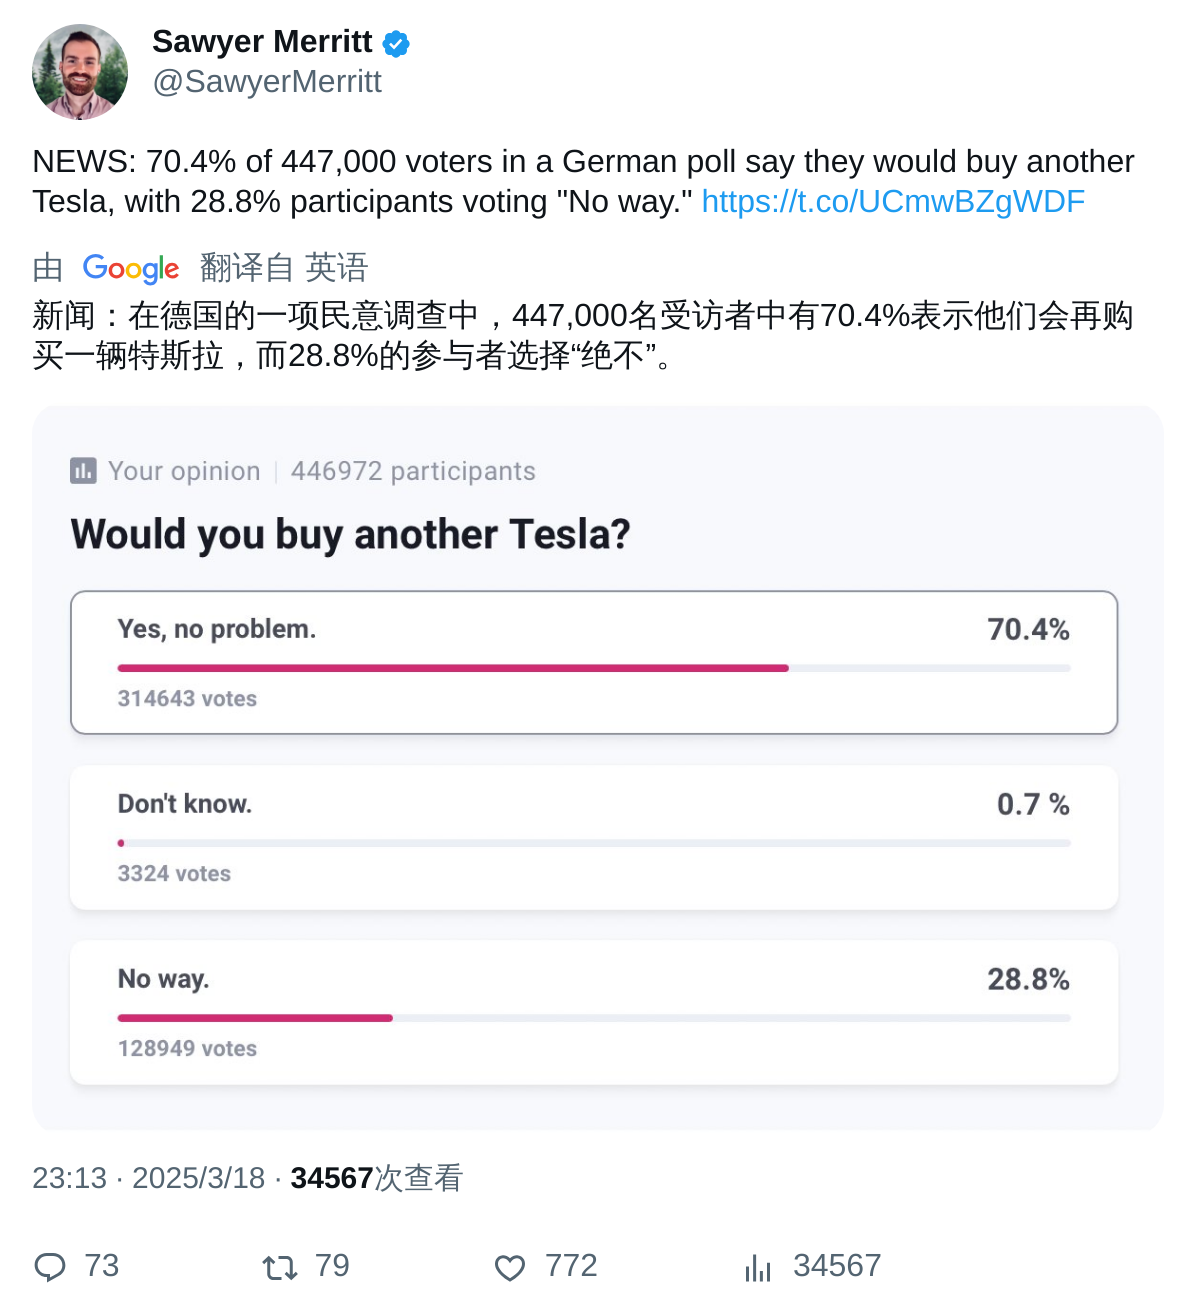 Sawyer Merritt
@SawyerMerritt
NEWS: 70.4% of 447,000 voters in a German poll say they would buy another
Tesla, with 28.8% participants voting "No way." https://t.co/UCmwBZgWDF
由 Google 翻译自 英语
新闻：在德国的一项民意调查中，447,000名受访者中有70.4%表示他们会再购
买一辆特斯拉，而28.8%的参与者选择“绝不”。
Your opinion | 446972 participants
Would you buy another Tesla?
Yes, no problem. 70.4%
314643 votes
Don't know. 0.7 %
3324 votes
No way. 28.8%
128949 votes
23:13 · 2025/3/18 · 34567次查看
73 79 772 34567